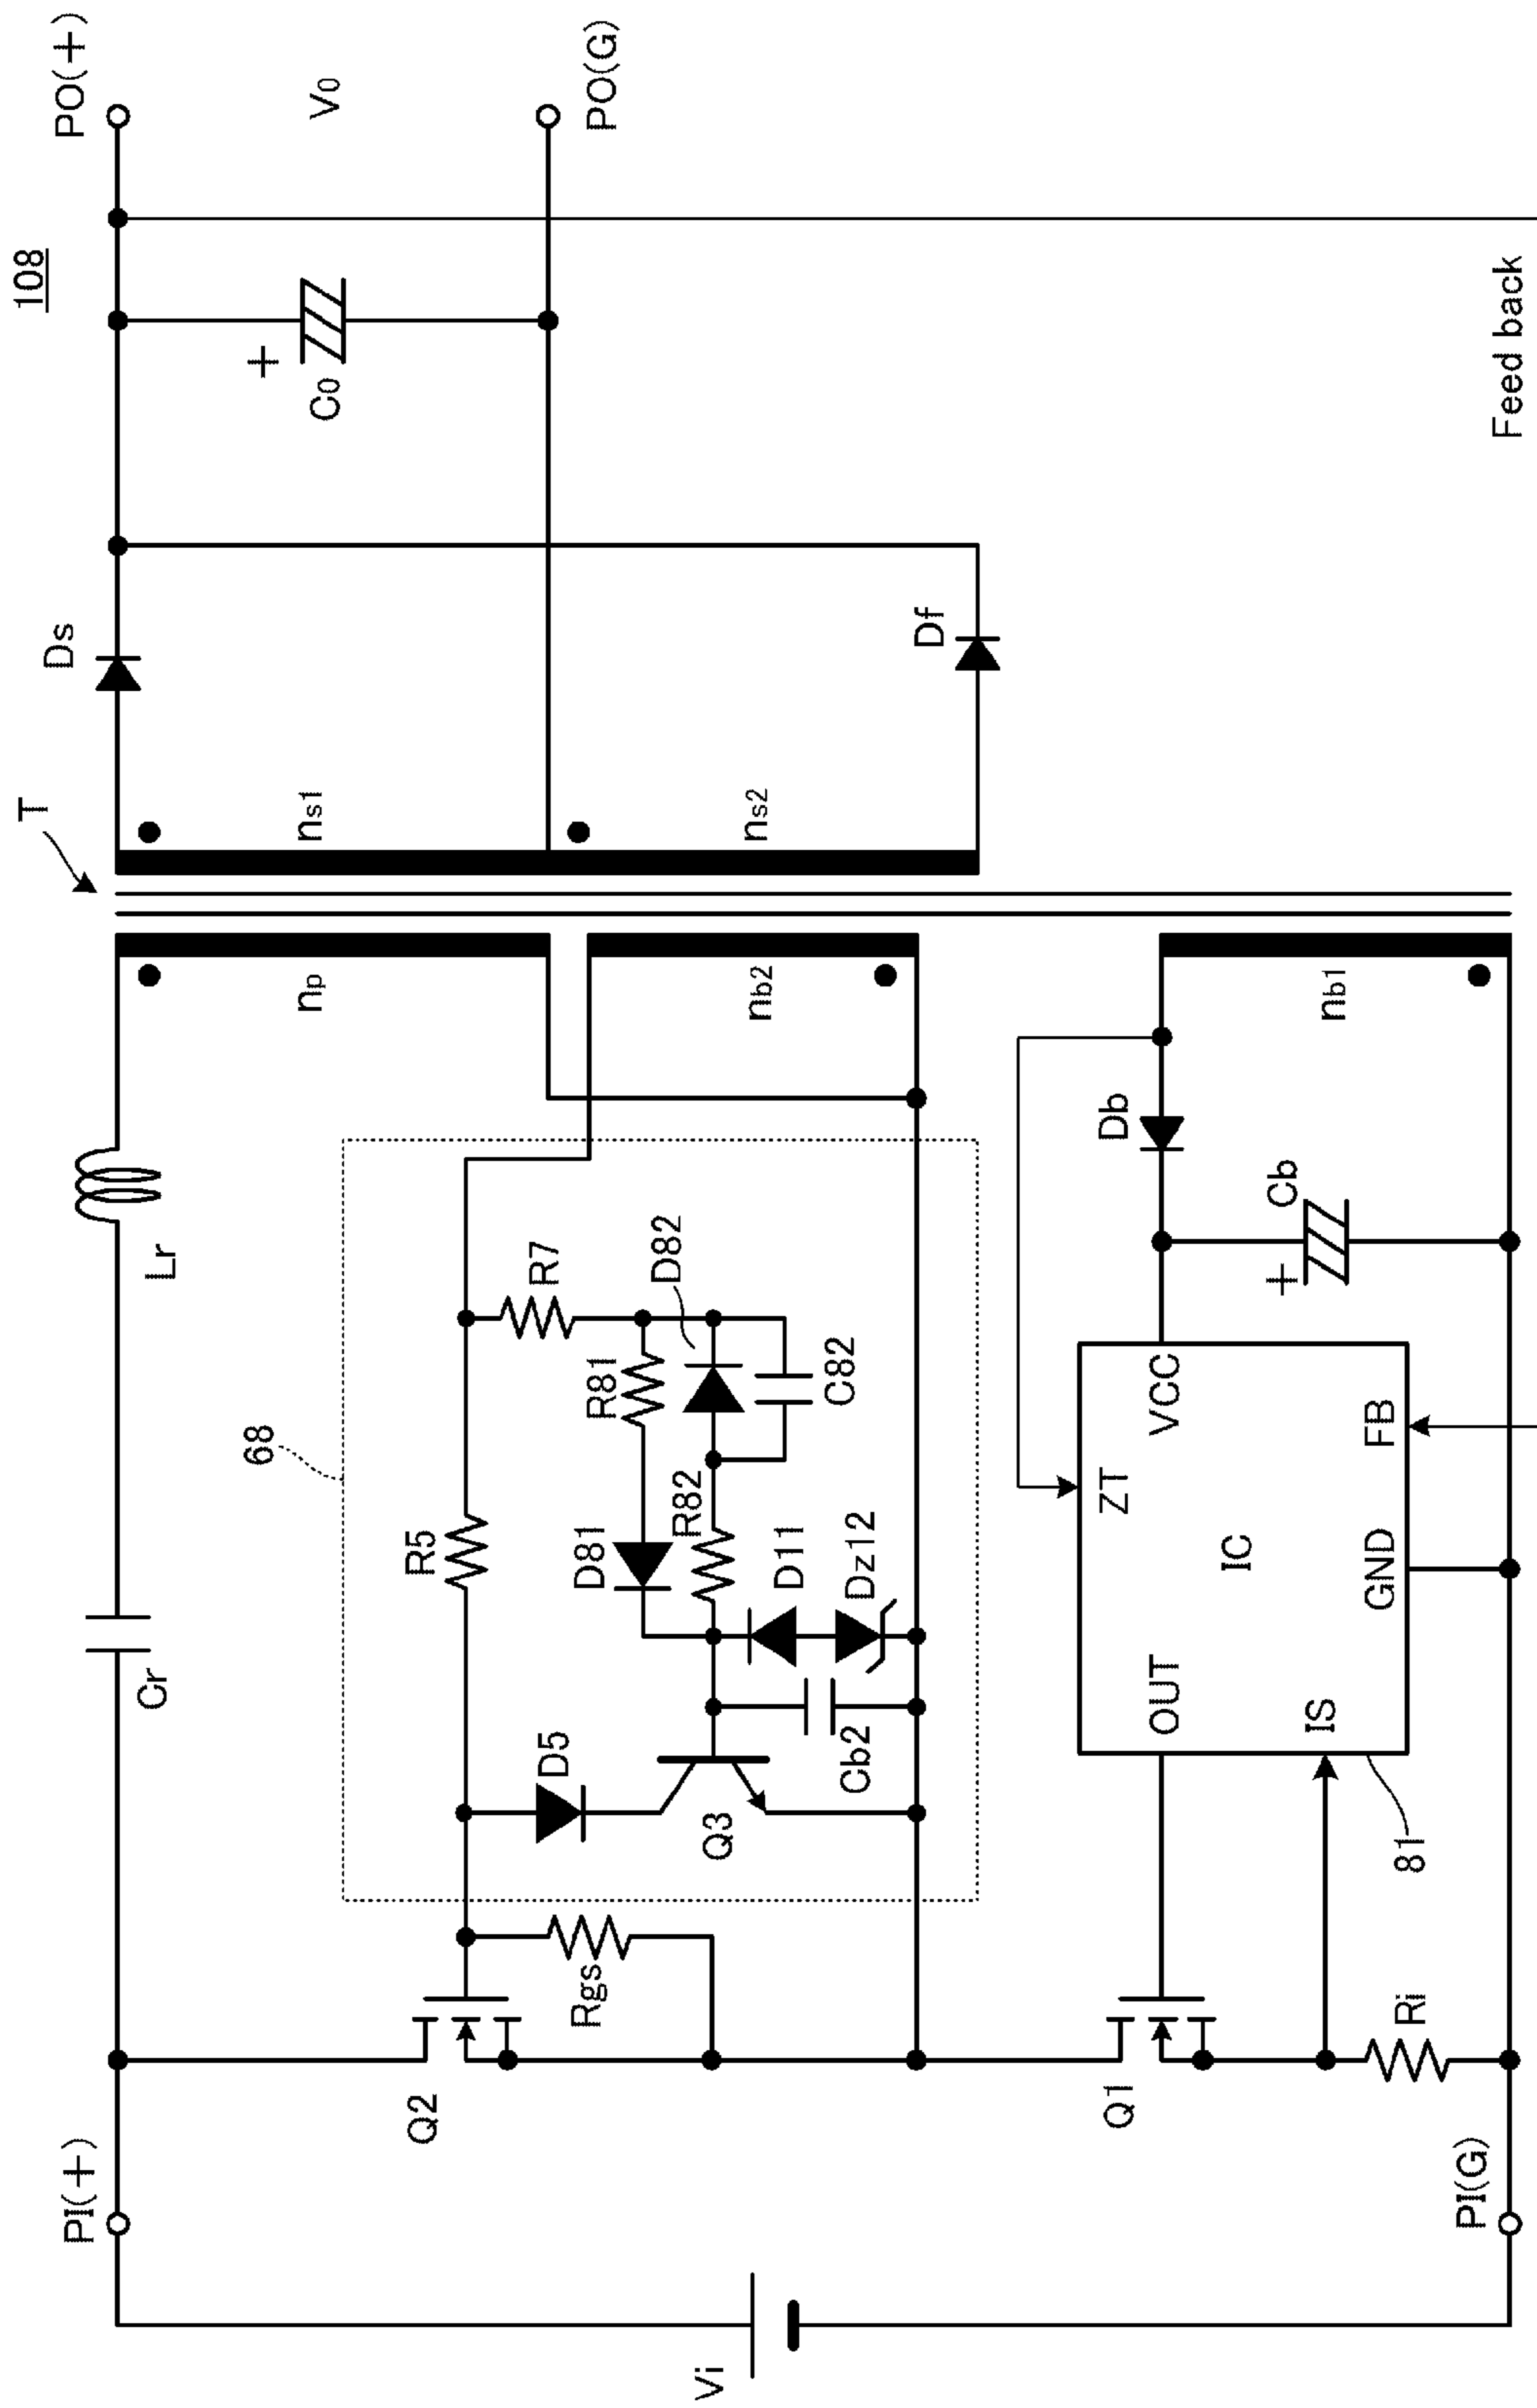 108
T
PI(+)
Cr
Lr
Ds
PO(+)
np
ns1
C0
+
V0
PO(G)
68
Q2
R5
R7
Rgs
D5
D81
R81
D82
Q3
R82
C82
Cb2
D11
Dz12
nb2
ns2
Df
Vi
Q1
OUT
ZT
VCC
IC
IS
GND
FB
81
Ri
Db
Cb
+
nb1
PI(G)
Feed back